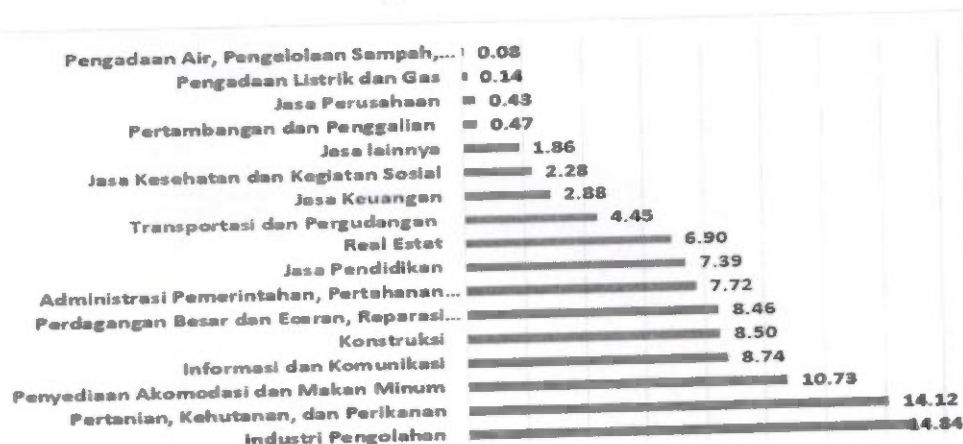 Pengadaan Air, Pengelolaan Sampah,... 0.08
Pengadaan Listrik dan Gas 0.14
Jasa Perusahaan 0.43
Pertambangan dan Penggalian 0.47
Jasa lainnya 1.86
Jasa Kesehatan dan Kegiatan Sosial 2.28
Jasa Keuangan 2.88
Transportasi dan Pergudangan 4.45
Real Estat 6.90
Jasa Pendidikan 7.39
Administrasi Pemerintahan, Pertahanan... 7.72
Perdagangan Besar dan Eceran, Reparasi... 8.46
Konstruksi 8.50
Informasi dan Komunikasi 8.74
Penyediaan Akomodasi dan Makan Minum 10.73
Pertanian, Kehutanan, dan Perikanan 14.12
Industri Pengolahan 14.84